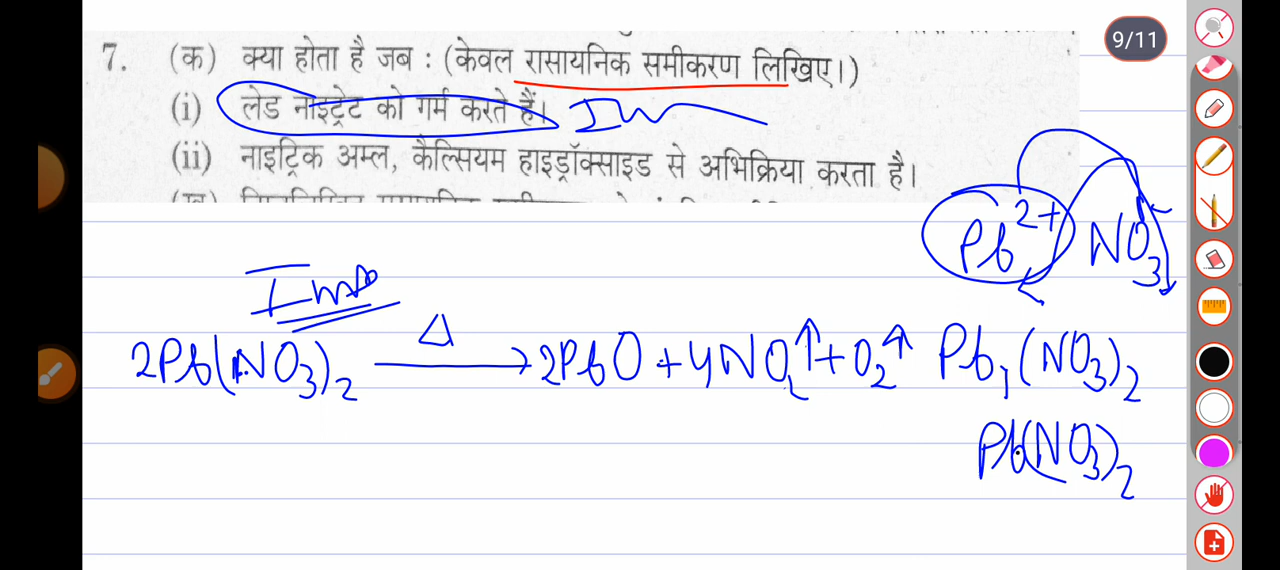 9/11
7. (क) क्या होता है जब : (केवल रासायनिक समीकरण लिखिए।)
(i) लेड नाइट्रेट को गर्म करते हैं।
(ii) नाइट्रिक अम्ल, कैल्सियम हाइड्रॉक्साइड से अभिक्रिया करता है।
Pb²⁺ NO₃
Imp
2Pb(NO₃)₂ —Δ→ 2PbO + 4NO₂↑ + O₂↑ Pb₁(NO₃)₂
Pb(NO₃)₂